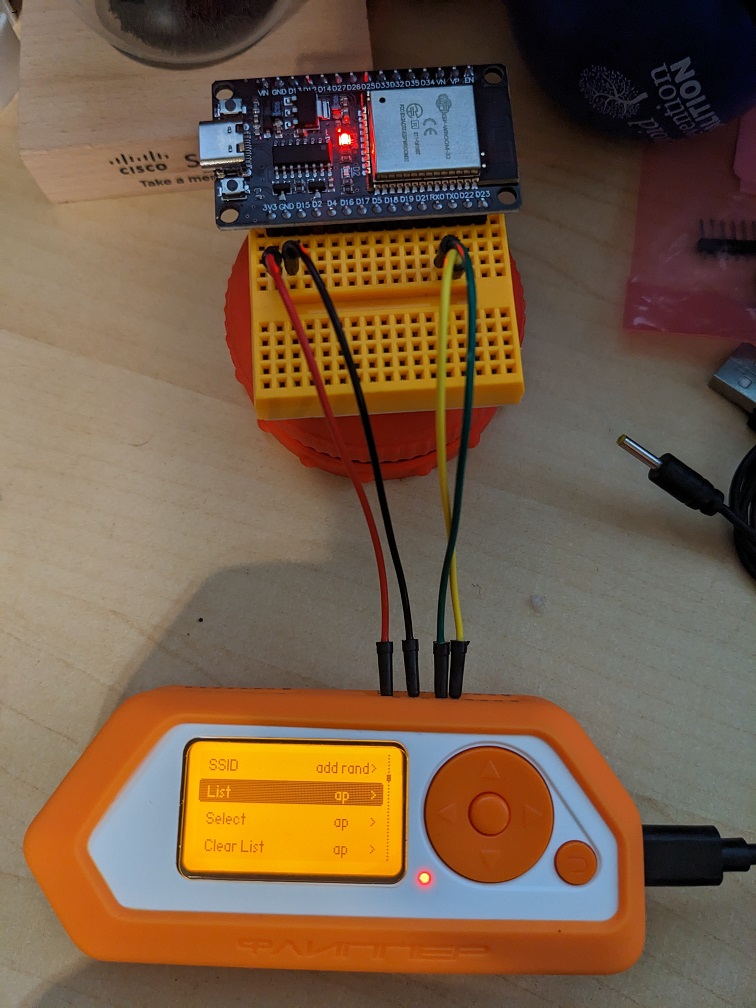 VIN GND D13 D12 D14 D27 D26 D25 D33 D32 D35 D34 VN VP EN
CISCO
Take a me
3V3 GND D15 D2 D4 D16 D17 D5 D18 D19 D21 RX0 TX0 D22 D23
SSID add rand>
List ap >
Select ap >
Clear List ap >
ФЛИППЕР